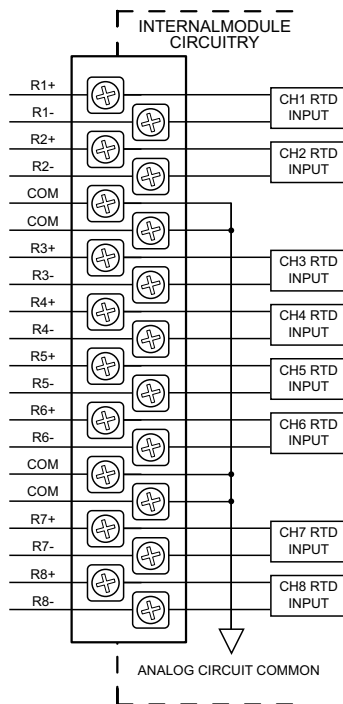 INTERNALMODULE
CIRCUITRY
R1+
R1-
R2+
R2-
COM
COM
R3+
R3-
R4+
R4-
R5+
R5-
R6+
R6-
COM
COM
R7+
R7-
R8+
R8-
CH1 RTD
INPUT
CH2 RTD
INPUT
CH3 RTD
INPUT
CH4 RTD
INPUT
CH5 RTD
INPUT
CH6 RTD
INPUT
CH7 RTD
INPUT
CH8 RTD
INPUT
ANALOG CIRCUIT COMMON